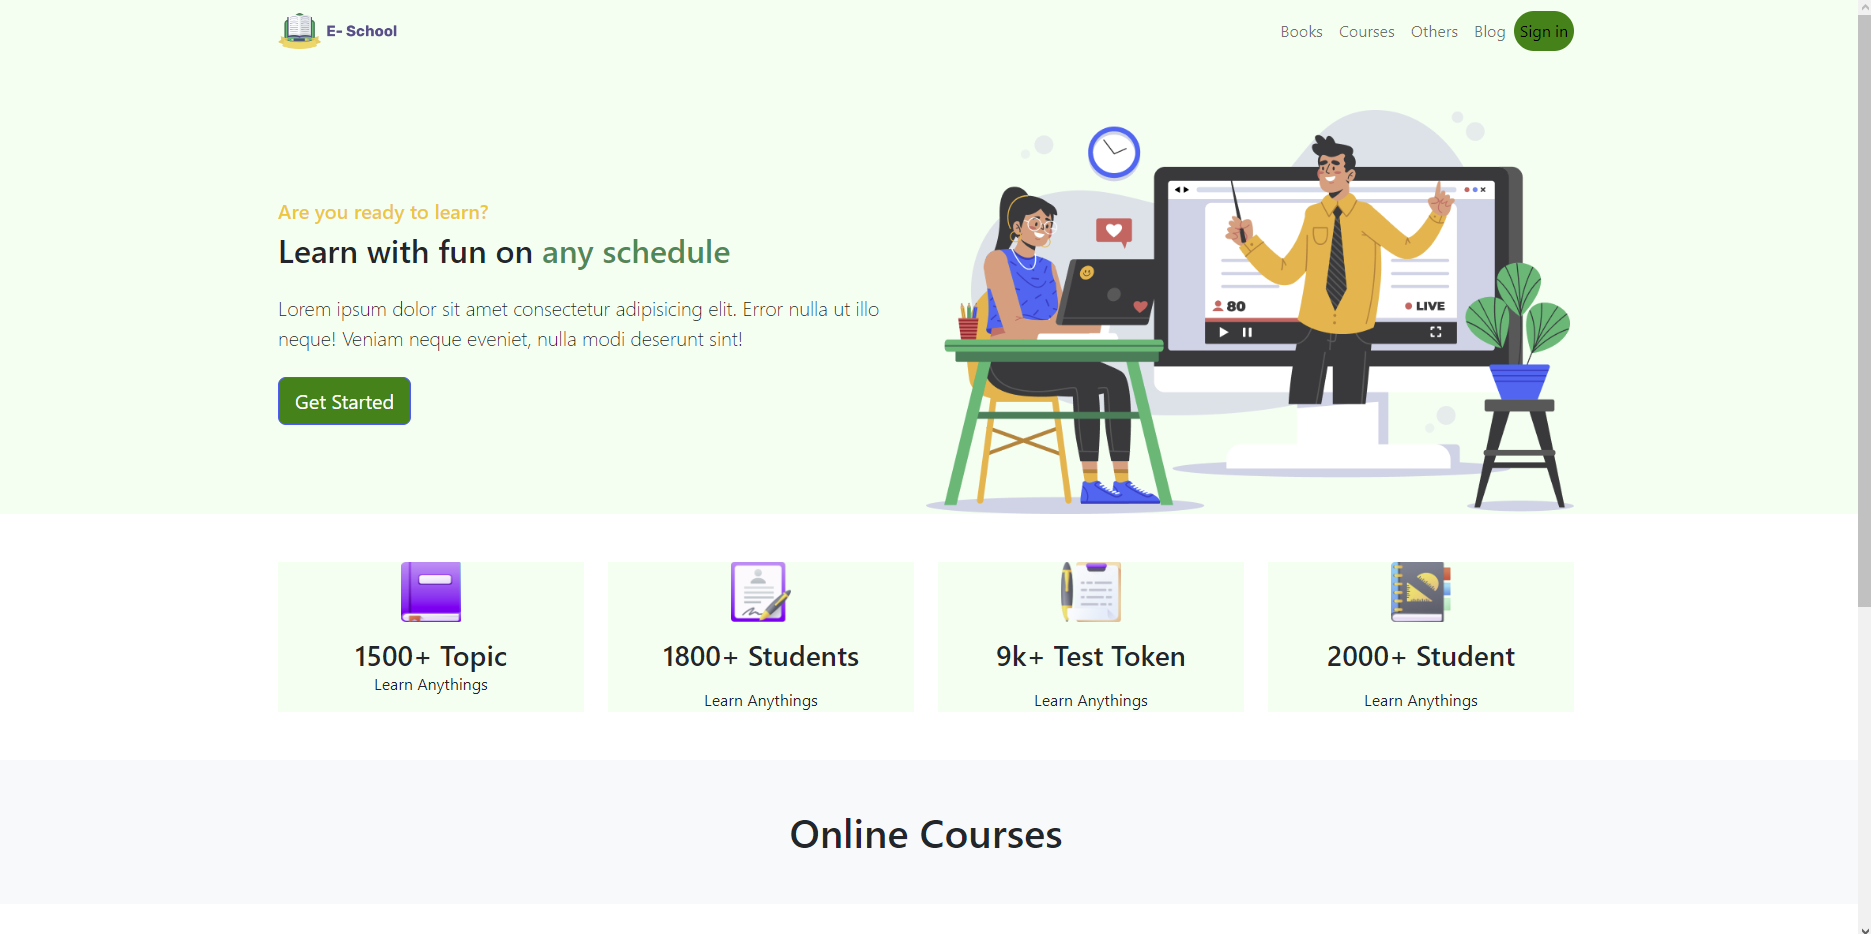 E- School
Books Courses Others Blog Sign in
Are you ready to learn?
Learn with fun on any schedule
Lorem ipsum dolor sit amet consectetur adipisicing elit. Error nulla ut illo
neque! Veniam neque eveniet, nulla modi deserunt sint!
Get Started
80
LIVE
1500+ Topic
Learn Anythings
1800+ Students
Learn Anythings
9k+ Test Token
Learn Anythings
2000+ Student
Learn Anythings
Online Courses